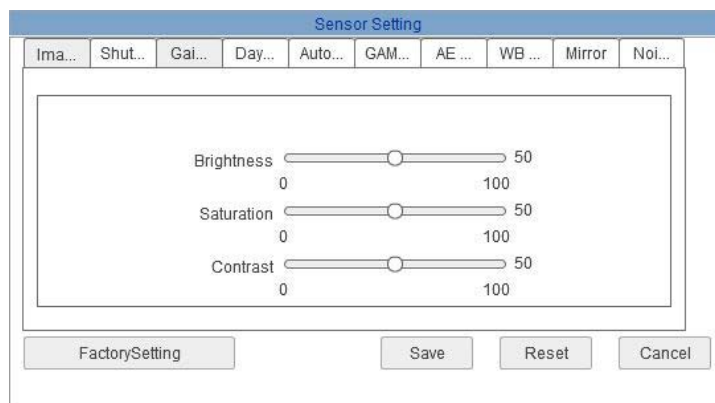 Sensor Setting
Ima... Shut... Gai... Day... Auto... GAM... AE ... WB ... Mirror Noi...
Brightness 50
0 100
Saturation 50
0 100
Contrast 50
0 100
FactorySetting Save Reset Cancel